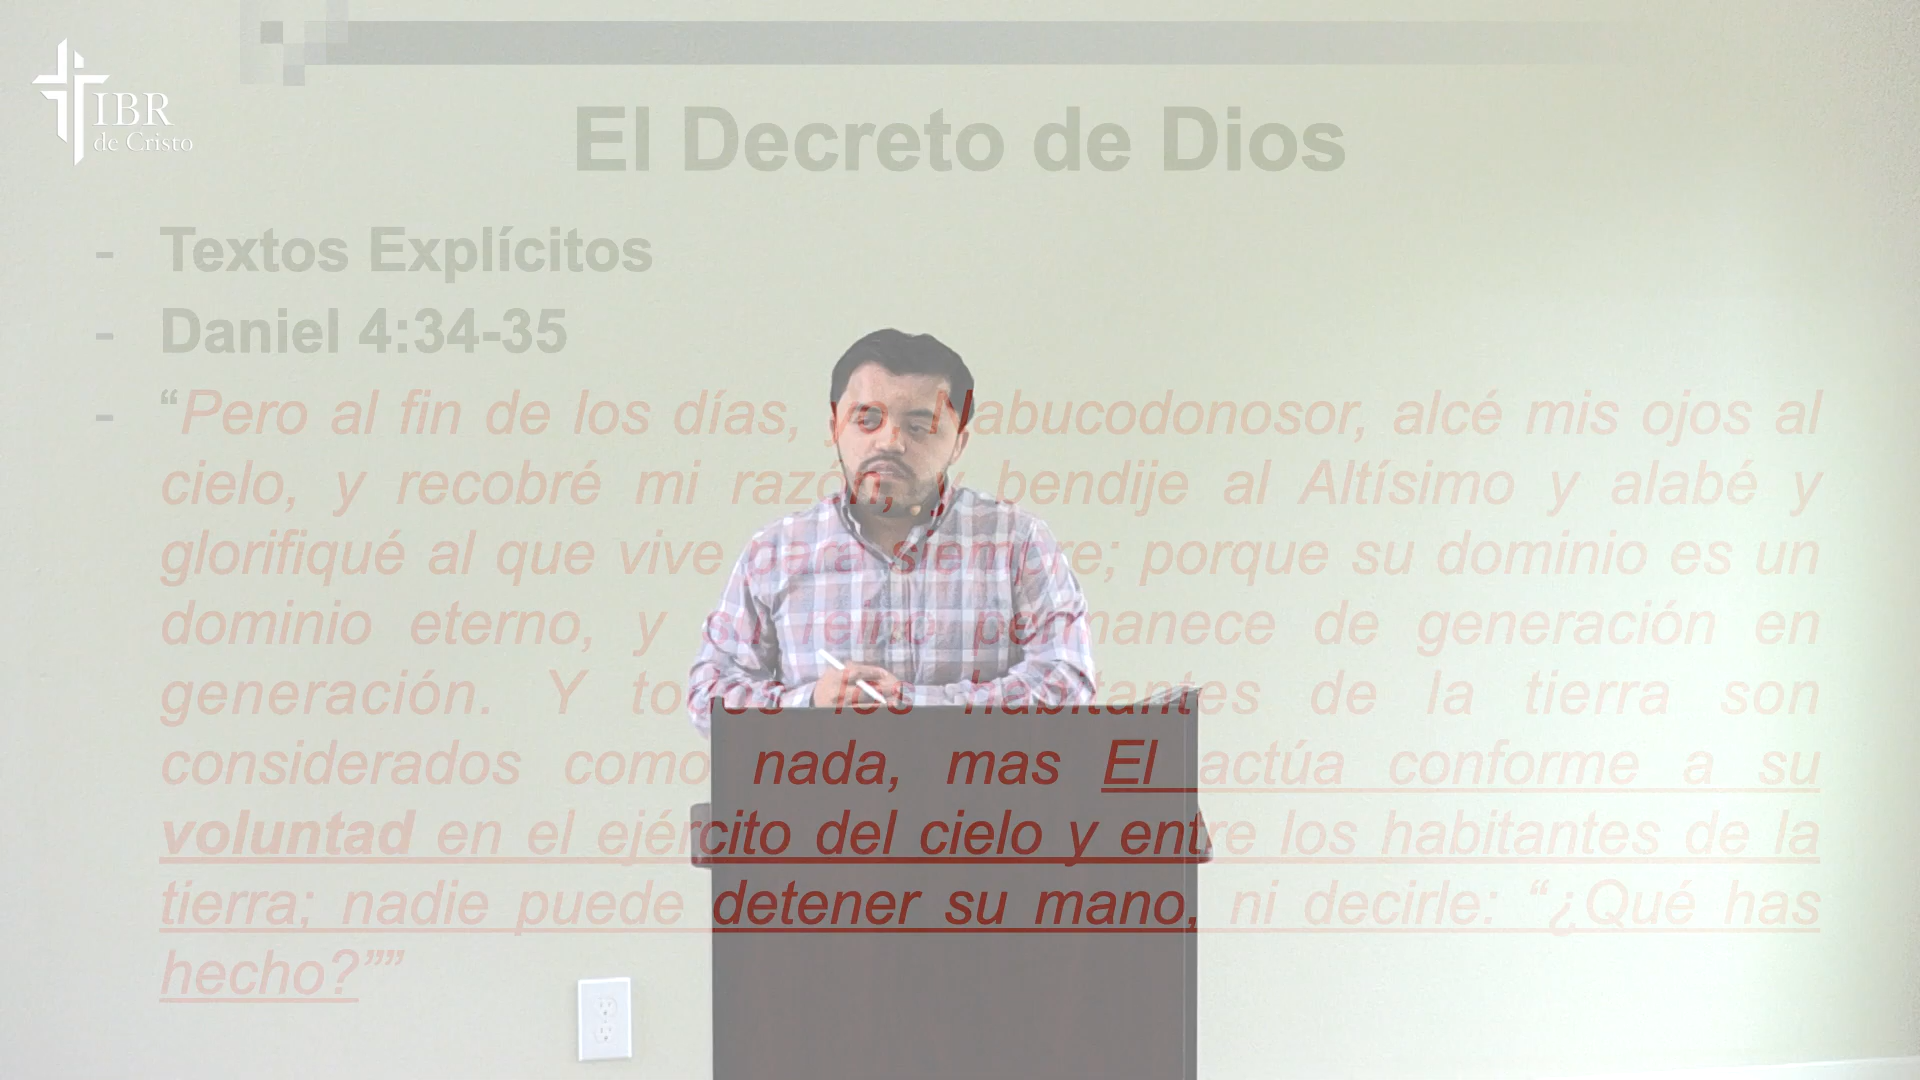 IBR
de Cristo
El Decreto de Dios
- Textos Explícitos
- Daniel 4:34-35
- “Pero al fin de los días, yo, Nabucodonosor, alcé mis ojos al
cielo, y recobré mi razón, y bendije al Altísimo y alabé y
glorifiqué al que vive para siempre; porque su dominio es un
dominio eterno, y su reino permanece de generación en
generación. Y todos los habitantes de la tierra son
considerados como nada, mas El actúa conforme a su
voluntad en el ejército del cielo y entre los habitantes de la
tierra; nadie puede detener su mano, ni decirle: “¿Qué has
hecho?””